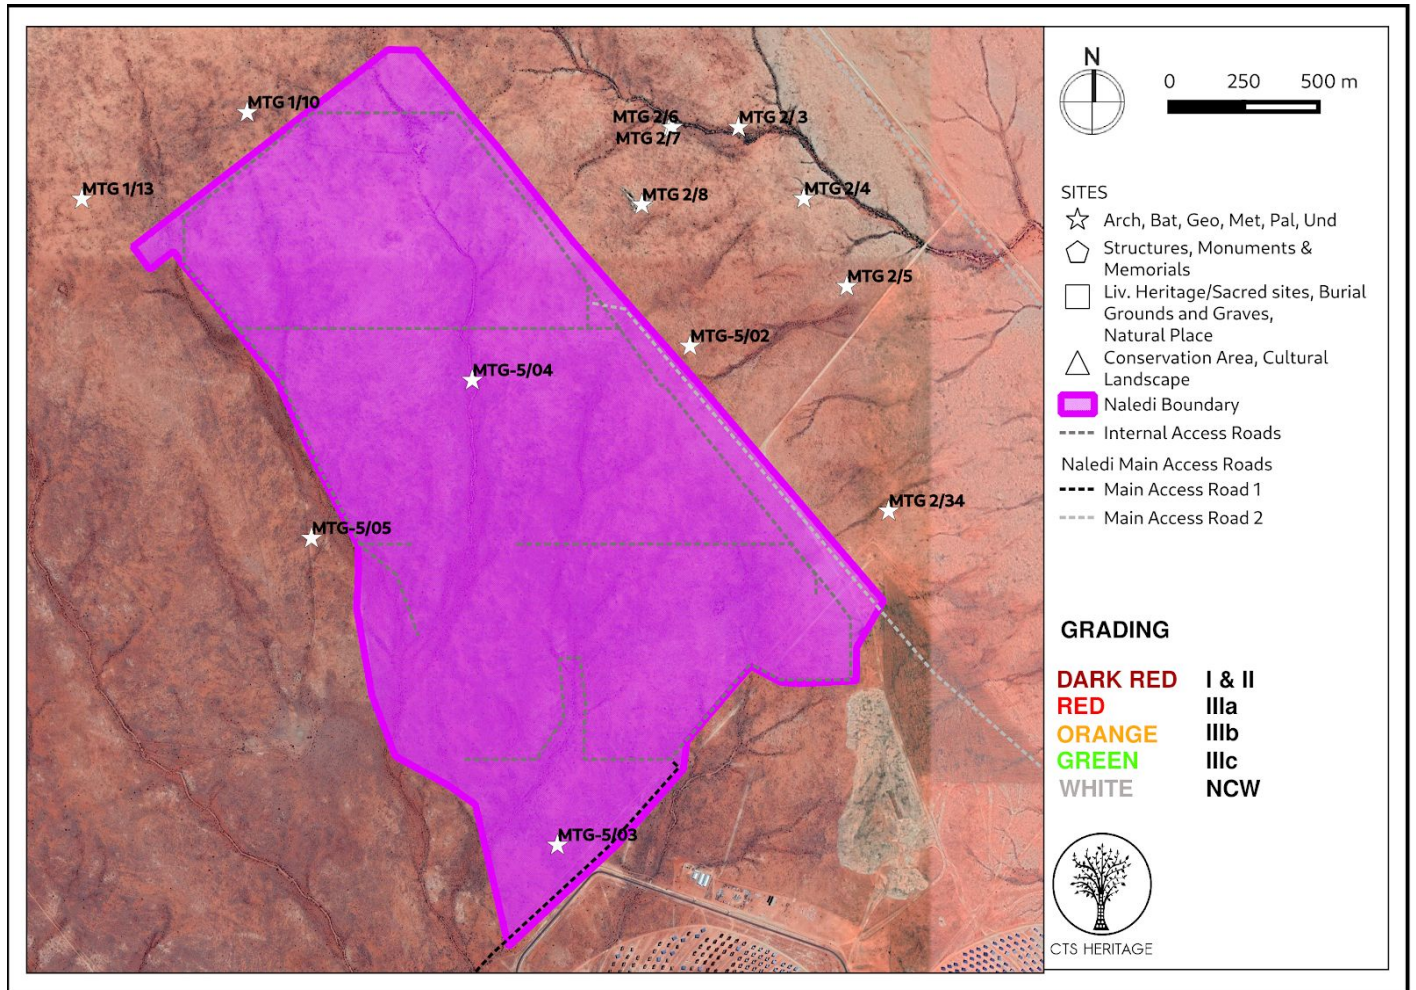 MTG 1/10
MTG 1/13
MTG 2/6
MTG 2/7
MTG 2/3
MTG 2/8
MTG 2/4
MTG 2/5
MTG-5/02
MTG-5/04
MTG 2/34
MTG-5/05
MTG-5/03
N
0 250 500 m
SITES
Arch, Bat, Geo, Met, Pal, Und
Structures, Monuments &
Memorials
Liv. Heritage/Sacred sites, Burial
Grounds and Graves,
Natural Place
Conservation Area, Cultural
Landscape
Naledi Boundary
Internal Access Roads
Naledi Main Access Roads
Main Access Road 1
Main Access Road 2
GRADING
DARK RED I & II
RED IIIa
ORANGE IIIb
GREEN IIIc
WHITE NCW
CTS HERITAGE